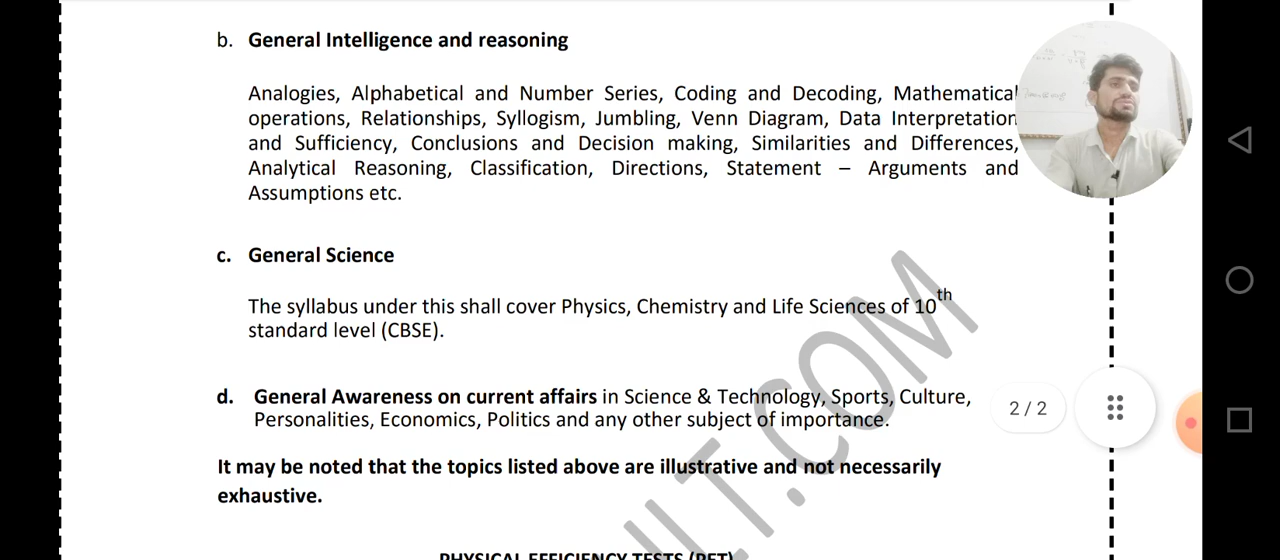 b. General Intelligence and reasoning
Analogies, Alphabetical and Number Series, Coding and Decoding, Mathematical
operations, Relationships, Syllogism, Jumbling, Venn Diagram, Data Interpretation
and Sufficiency, Conclusions and Decision making, Similarities and Differences,
Analytical Reasoning, Classification, Directions, Statement – Arguments and
Assumptions etc.
c. General Science
The syllabus under this shall cover Physics, Chemistry and Life Sciences of 10th
standard level (CBSE).
d. General Awareness on current affairs in Science & Technology, Sports, Culture,
Personalities, Economics, Politics and any other subject of importance.
2 / 2
It may be noted that the topics listed above are illustrative and not necessarily
exhaustive.
PHYSICAL EFFICIENCY TESTS (PET)